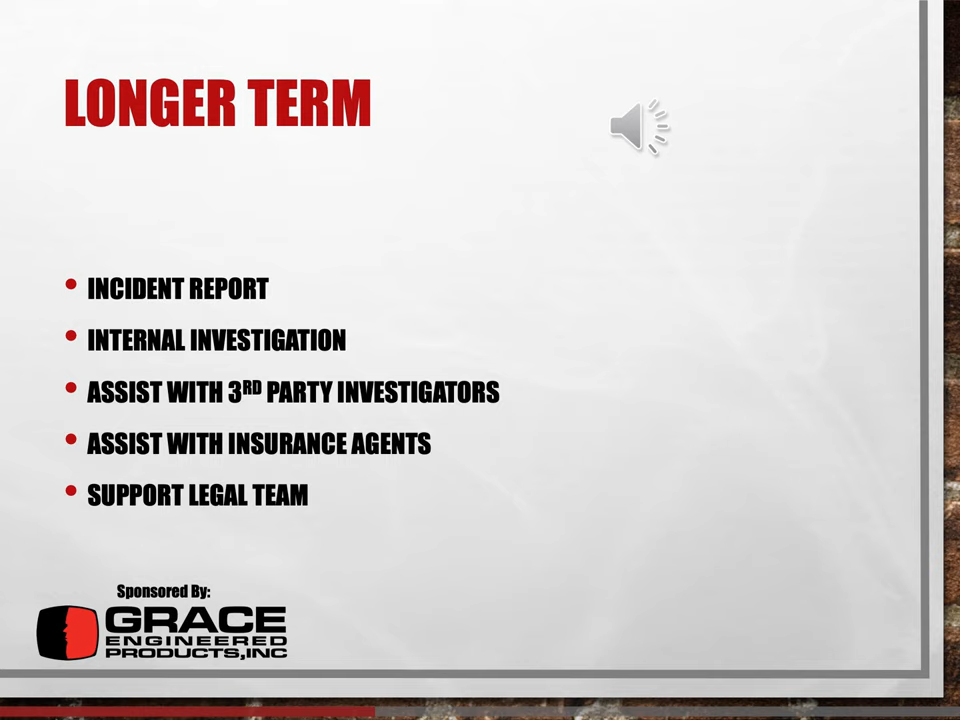 LONGER TERM
• INCIDENT REPORT
• INTERNAL INVESTIGATION
• ASSIST WITH 3RD PARTY INVESTIGATORS
• ASSIST WITH INSURANCE AGENTS
• SUPPORT LEGAL TEAM
Sponsored By:
GRACE
ENGINEERED
PRODUCTS,INC